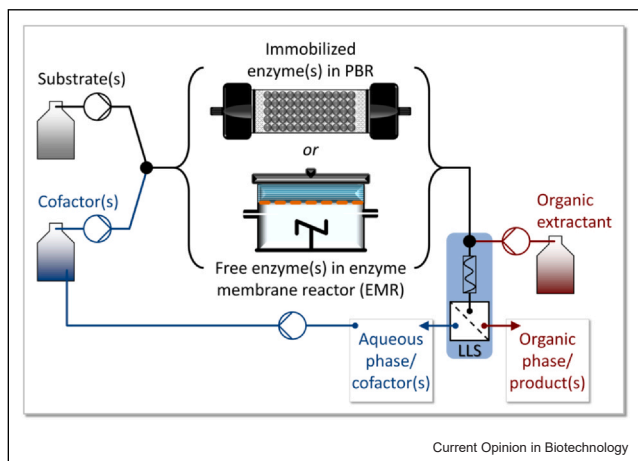 Immobilized
enzyme(s) in PBR
Substrate(s)
or
Cofactor(s)
Organic
extractant
Free enzyme(s) in enzyme
membrane reactor (EMR)
Aqueous
phase/
cofactor(s)
LLS
Organic
phase/
product(s)
Current Opinion in Biotechnology